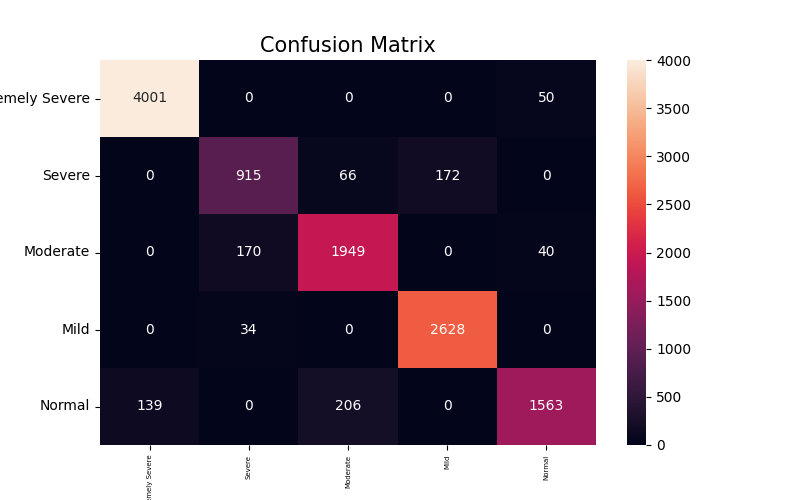 Confusion Matrix
emely Severe 4001 0 0 0 50
Severe 0 915 66 172 0
Moderate 0 170 1949 0 40
Mild 0 34 0 2628 0
Normal 139 0 206 0 1563
emely Severe Severe Moderate Mild Normal
4000
3500
3000
2500
2000
1500
1000
500
0